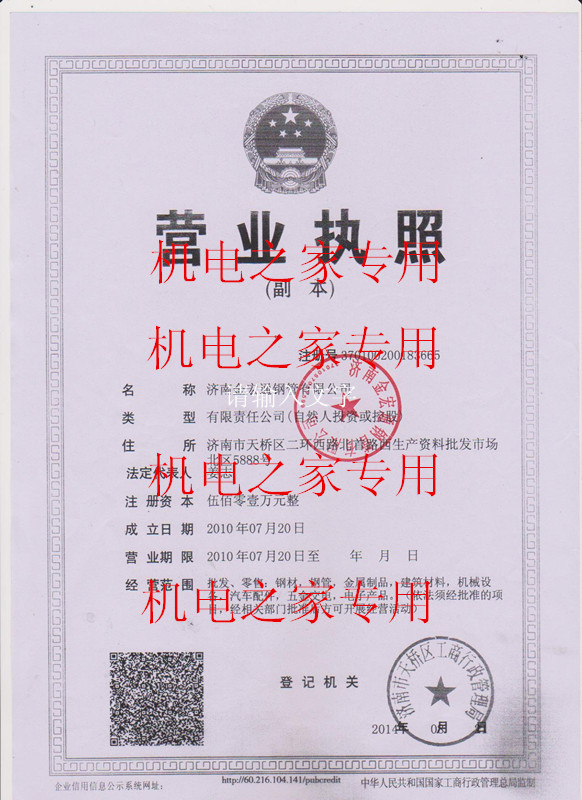 营业执照
机电之家专用
(副 本)
机电之家专用
注册号 370100200183665
名 称 济南金宏通钢管有限公司
请输入文字
类 型 有限责任公司(自然人投资或控股)
住 所 济南市天桥区二环西路北首路西生产资料批发市场
北区5888号
法定代表人 姜志
机电之家专用
注 册 资 本 伍佰零壹万元整
成 立 日 期 2010年07月20日
营 业 期 限 2010年07月20日至 年 月 日
经 营 范 围 批发、零售：钢材，钢管，金属制品，建筑材料，机械设
备，汽车配件，五金交电，电子产品。（依法须经批准的项
目，经相关部门批准后方可开展经营活动）
机电之家专用
登 记 机 关
济南市天桥区工商行政管理局
2014年 月 日
企业信用信息公示系统网址：
http://60.216.104.141/pubcredit
中华人民共和国国家工商行政管理总局监制